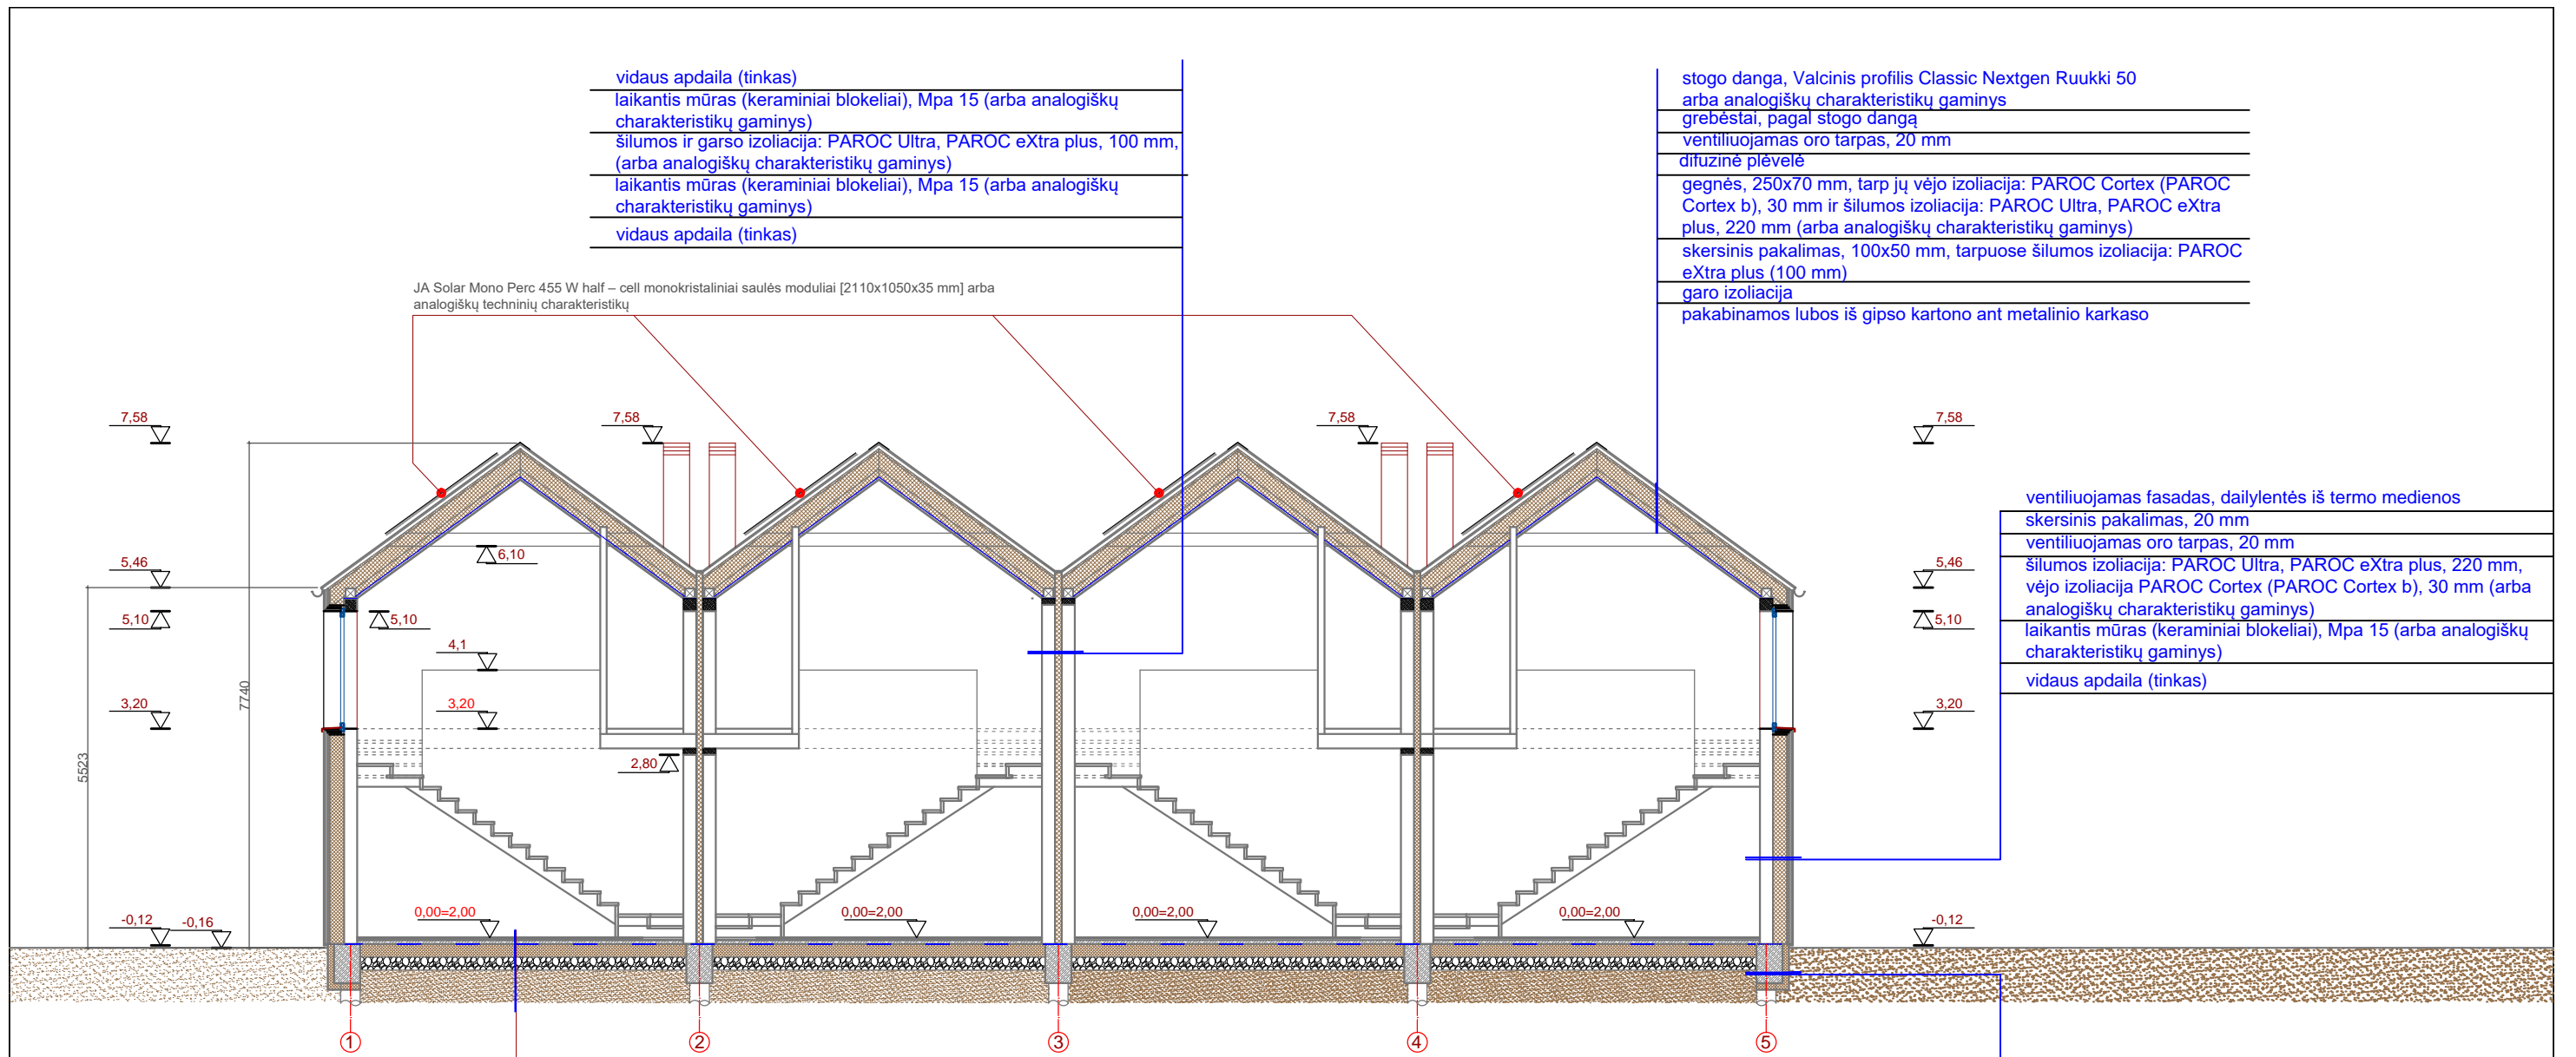 vidaus apdaila (tinkas)
laikantis mūras (keraminiai blokeliai), Mpa 15 (arba analogiškų
charakteristikų gaminys)
šilumos ir garso izoliacija: PAROC Ultra, PAROC eXtra plus, 100 mm,
(arba analogiškų charakteristikų gaminys)
laikantis mūras (keraminiai blokeliai), Mpa 15 (arba analogiškų
charakteristikų gaminys)
vidaus apdaila (tinkas)
stogo danga, Valcinis profilis Classic Nextgen Ruukki 50
arba analogiškų charakteristikų gaminys
grebėstai, pagal stogo dangą
ventiliuojamas oro tarpas, 20 mm
difuzinė plėvelė
gegnės, 250x70 mm, tarp jų vėjo izoliacija: PAROC Cortex (PAROC
Cortex b), 30 mm ir šilumos izoliacija: PAROC Ultra, PAROC eXtra
plus, 220 mm (arba analogiškų charakteristikų gaminys)
skersinis pakalimas, 100x50 mm, tarpuose šilumos izoliacija: PAROC
eXtra plus (100 mm)
garo izoliacija
pakabinamos lubos iš gipso kartono ant metalinio karkaso
JA Solar Mono Perc 455 W half – cell monokristaliniai saulės moduliai [2110x1050x35 mm] arba
analogiškų techninių charakteristikų
7,58
7,58
7,58
7,58
ventiliuojamas fasadas, dailylentės iš termo medienos
skersinis pakalimas, 20 mm
ventiliuojamas oro tarpas, 20 mm
šilumos izoliacija: PAROC Ultra, PAROC eXtra plus, 220 mm,
vėjo izoliacija PAROC Cortex (PAROC Cortex b), 30 mm (arba
analogiškų charakteristikų gaminys)
laikantis mūras (keraminiai blokeliai), Mpa 15 (arba analogiškų
charakteristikų gaminys)
vidaus apdaila (tinkas)
6,10
5,46
5,46
5,10
5,10
5,10
4,1
7740
3,20
3,20
3,20
5523
2,80
-0,12
-0,16
0,00=2,00
0,00=2,00
0,00=2,00
0,00=2,00
-0,12
1
2
3
4
5